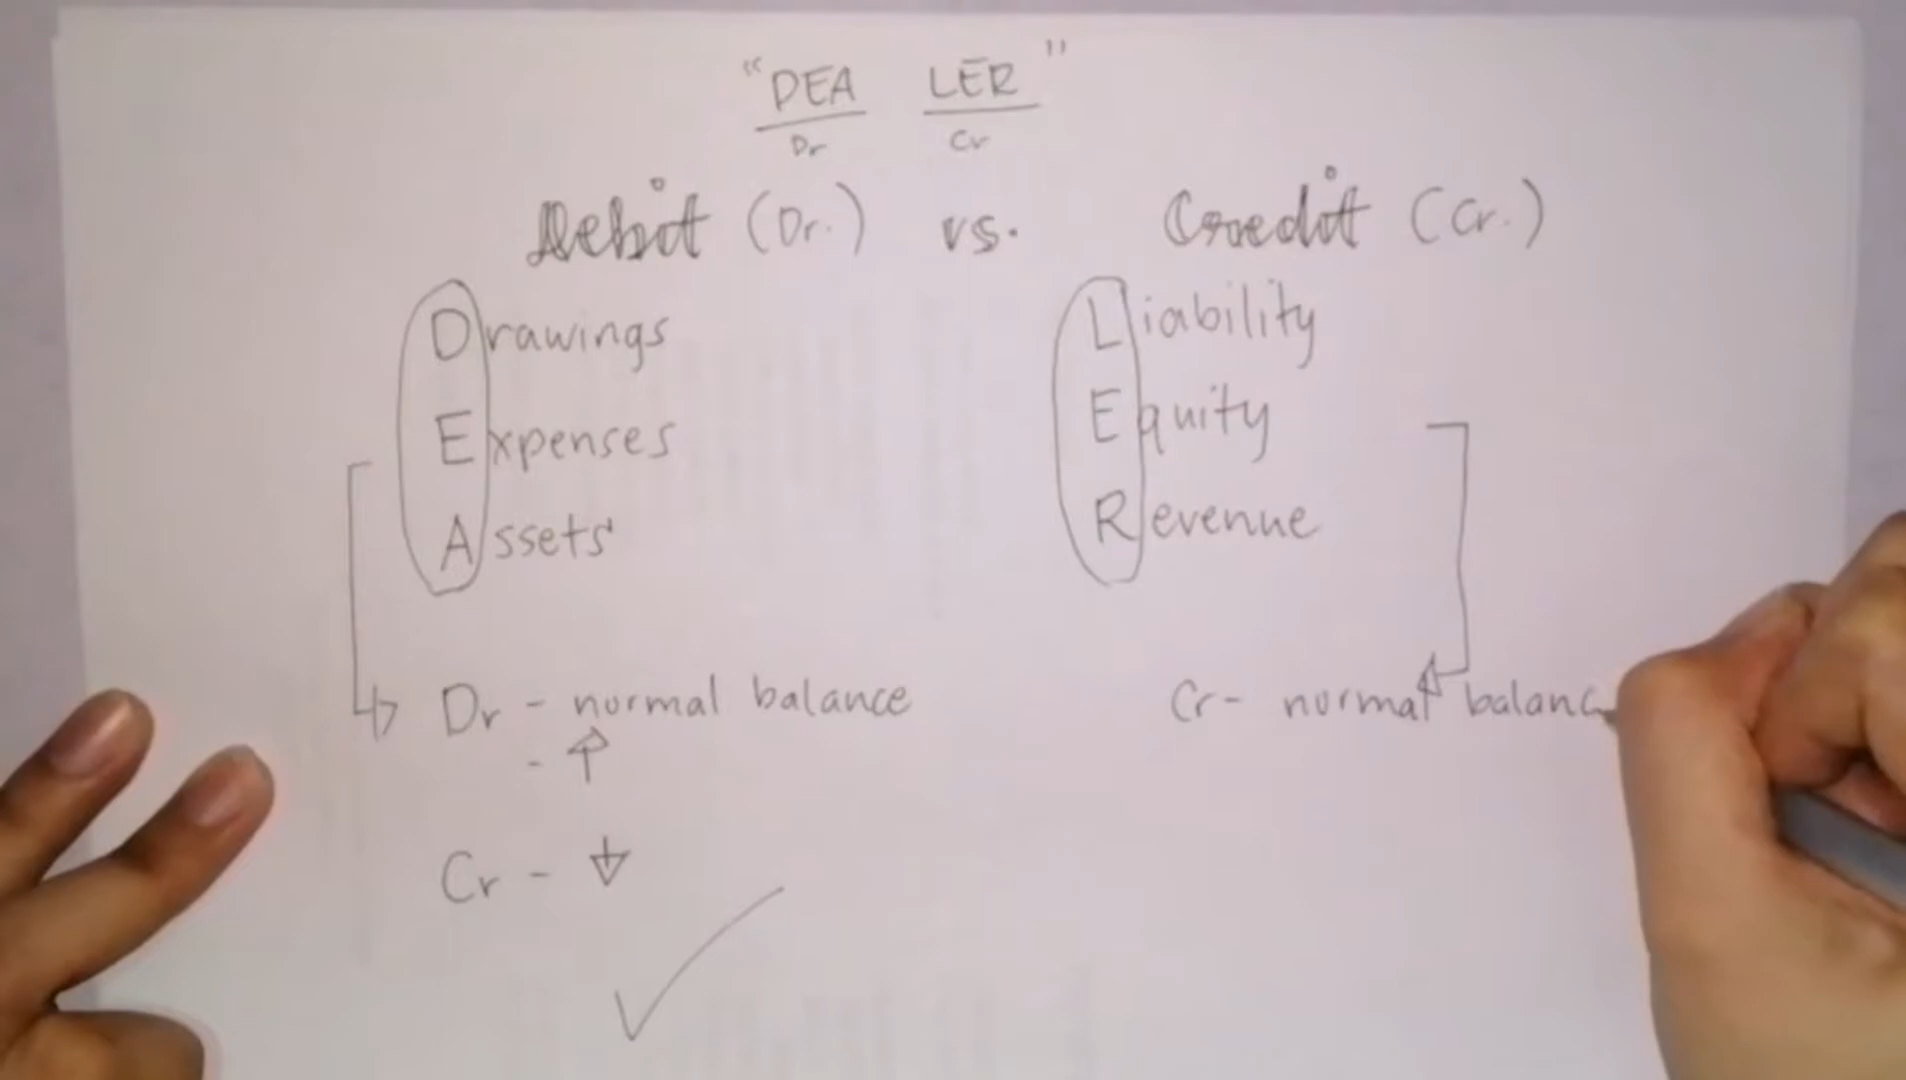 "DEA LER"
Dr Cr
Debit (Dr.) vs. Credit (Cr.)
Drawings Liability
Expenses Equity
Assets Revenue
Dr - normal balance Cr- normal balanc
- ↑
Cr - ↓